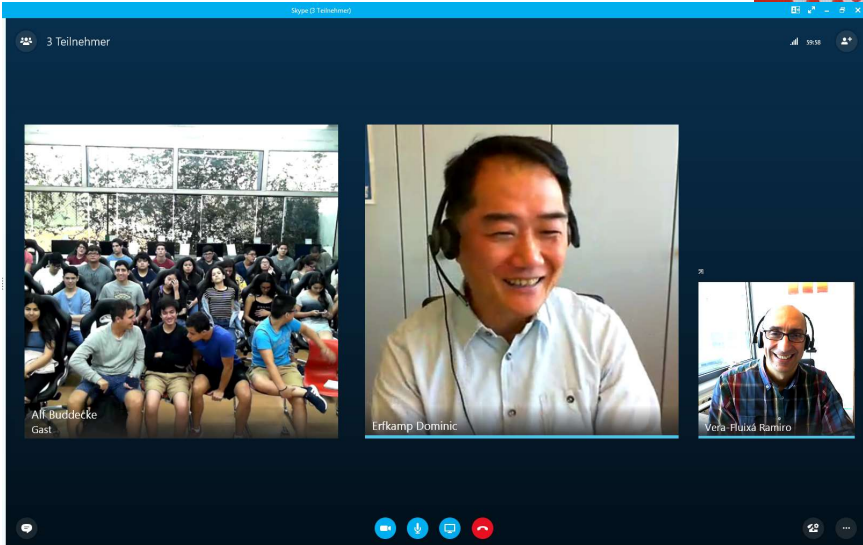 Skype (3 Teilnehmer)
3 Teilnehmer
59:58
Alf Buddecke
Gast
Erfkamp Dominic
Vera-Fluixá Ramiro